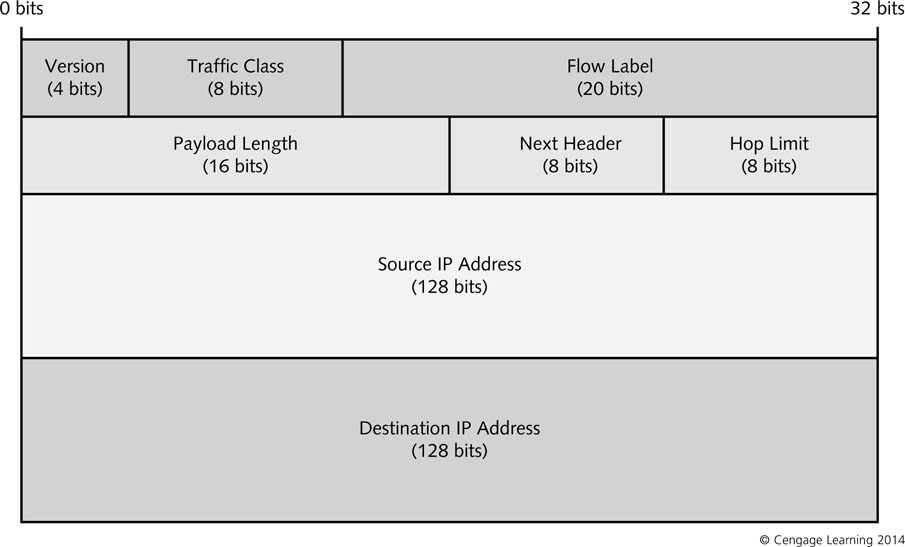 0 bits
32 bits
Version
(4 bits)
Traffic Class
(8 bits)
Flow Label
(20 bits)
Payload Length
(16 bits)
Next Header
(8 bits)
Hop Limit
(8 bits)
Source IP Address
(128 bits)
Destination IP Address
(128 bits)
© Cengage Learning 2014